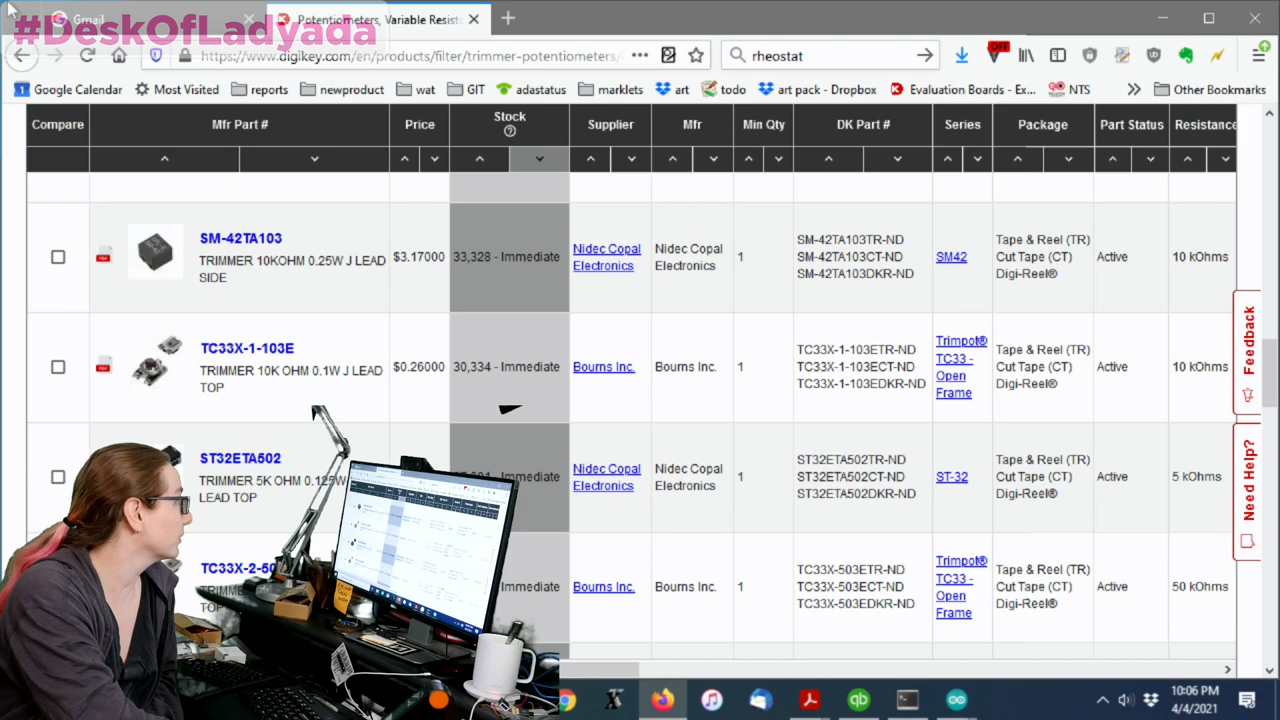 #DeskOfLadyada
Gmail
Potentiometers, Variable Resist
https://www.digikey.com/en/products/filter/trimmer-potentiometers/
rheostat
OFF
Google Calendar
Most Visited
reports
newproduct
wat
GIT
adastatus
marklets
art
todo
art pack - Dropbox
Evaluation Boards - Ex...
NTS
Other Bookmarks
Compare
Mfr Part #
Price
Stock
Supplier
Mfr
Min Qty
DK Part #
Series
Package
Part Status
Resistance
SM-42TA103
TRIMMER 10KOHM 0.25W J LEAD
SIDE
$3.17000
33,328 - Immediate
Nidec Copal
Electronics
Nidec Copal
Electronics
1
SM-42TA103TR-ND
SM-42TA103CT-ND
SM-42TA103DKR-ND
SM42
Tape & Reel (TR)
Cut Tape (CT)
Digi-Reel®
Active
10 kOhms
TC33X-1-103E
TRIMMER 10K OHM 0.1W J LEAD
TOP
$0.26000
30,334 - Immediate
Bourns Inc.
Bourns Inc.
1
TC33X-1-103ETR-ND
TC33X-1-103ECT-ND
TC33X-1-103EDKR-ND
Trimpot®
TC33 -
Open
Frame
Tape & Reel (TR)
Cut Tape (CT)
Digi-Reel®
Active
10 kOhms
ST32ETA502
TRIMMER 5K OHM 0.125W
LEAD TOP
Immediate
Nidec Copal
Electronics
Nidec Copal
Electronics
1
ST32ETA502TR-ND
ST32ETA502CT-ND
ST32ETA502DKR-ND
ST-32
Tape & Reel (TR)
Cut Tape (CT)
Digi-Reel®
Active
5 kOhms
TC33X-2-50
TRIMMER
TOP
Immediate
Bourns Inc.
Bourns Inc.
1
TC33X-503ETR-ND
TC33X-503ECT-ND
TC33X-503EDKR-ND
Trimpot®
TC33 -
Open
Frame
Tape & Reel (TR)
Cut Tape (CT)
Digi-Reel®
Active
50 kOhms
Feedback
Need Help?
10:06 PM
4/4/2021